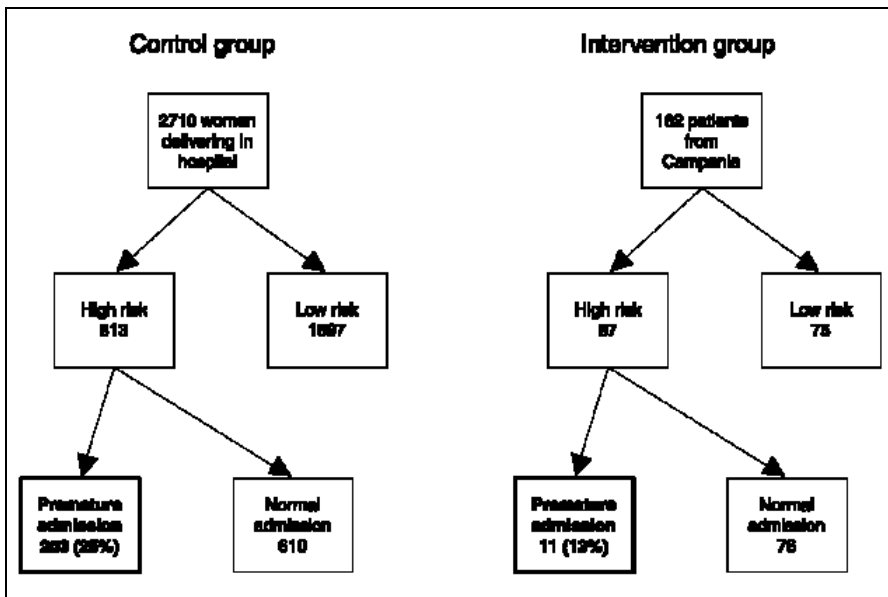 Control group
Intervention group
2710 women
delivering in
hospital
162 patients
from
Campania
High risk
813
Low risk
1897
High risk
87
Low risk
75
Premature
admission
203 (25%)
Normal
admission
610
Premature
admission
11 (13%)
Normal
admission
76